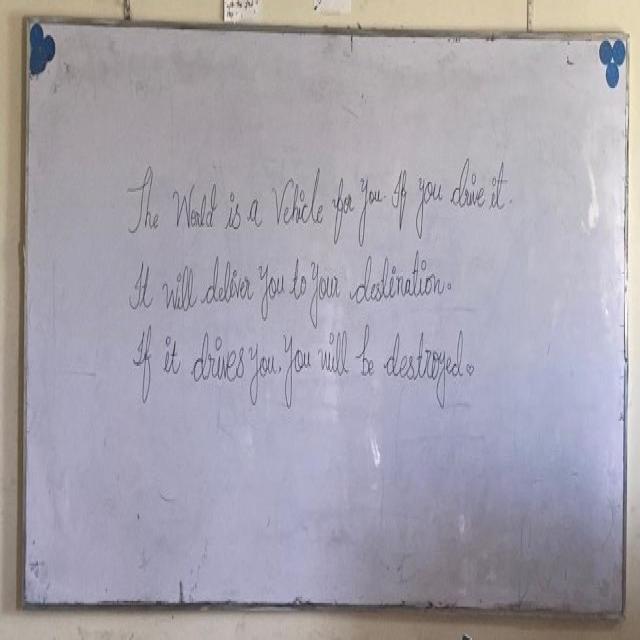 The World is a Vehicle for you. If you drive it.
It will deliver you to your destination.
If it drives you, you will be destroyed.